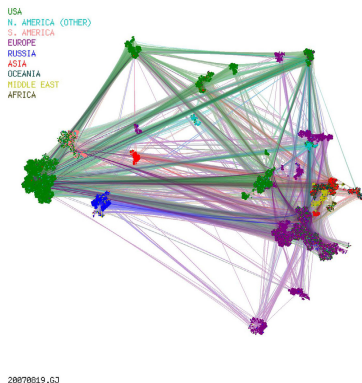 USA
N. AMERICA (OTHER)
S. AMERICA
EUROPE
RUSSIA
ASIA
OCEANIA
MIDDLE EAST
AFRICA
20070819.GJ